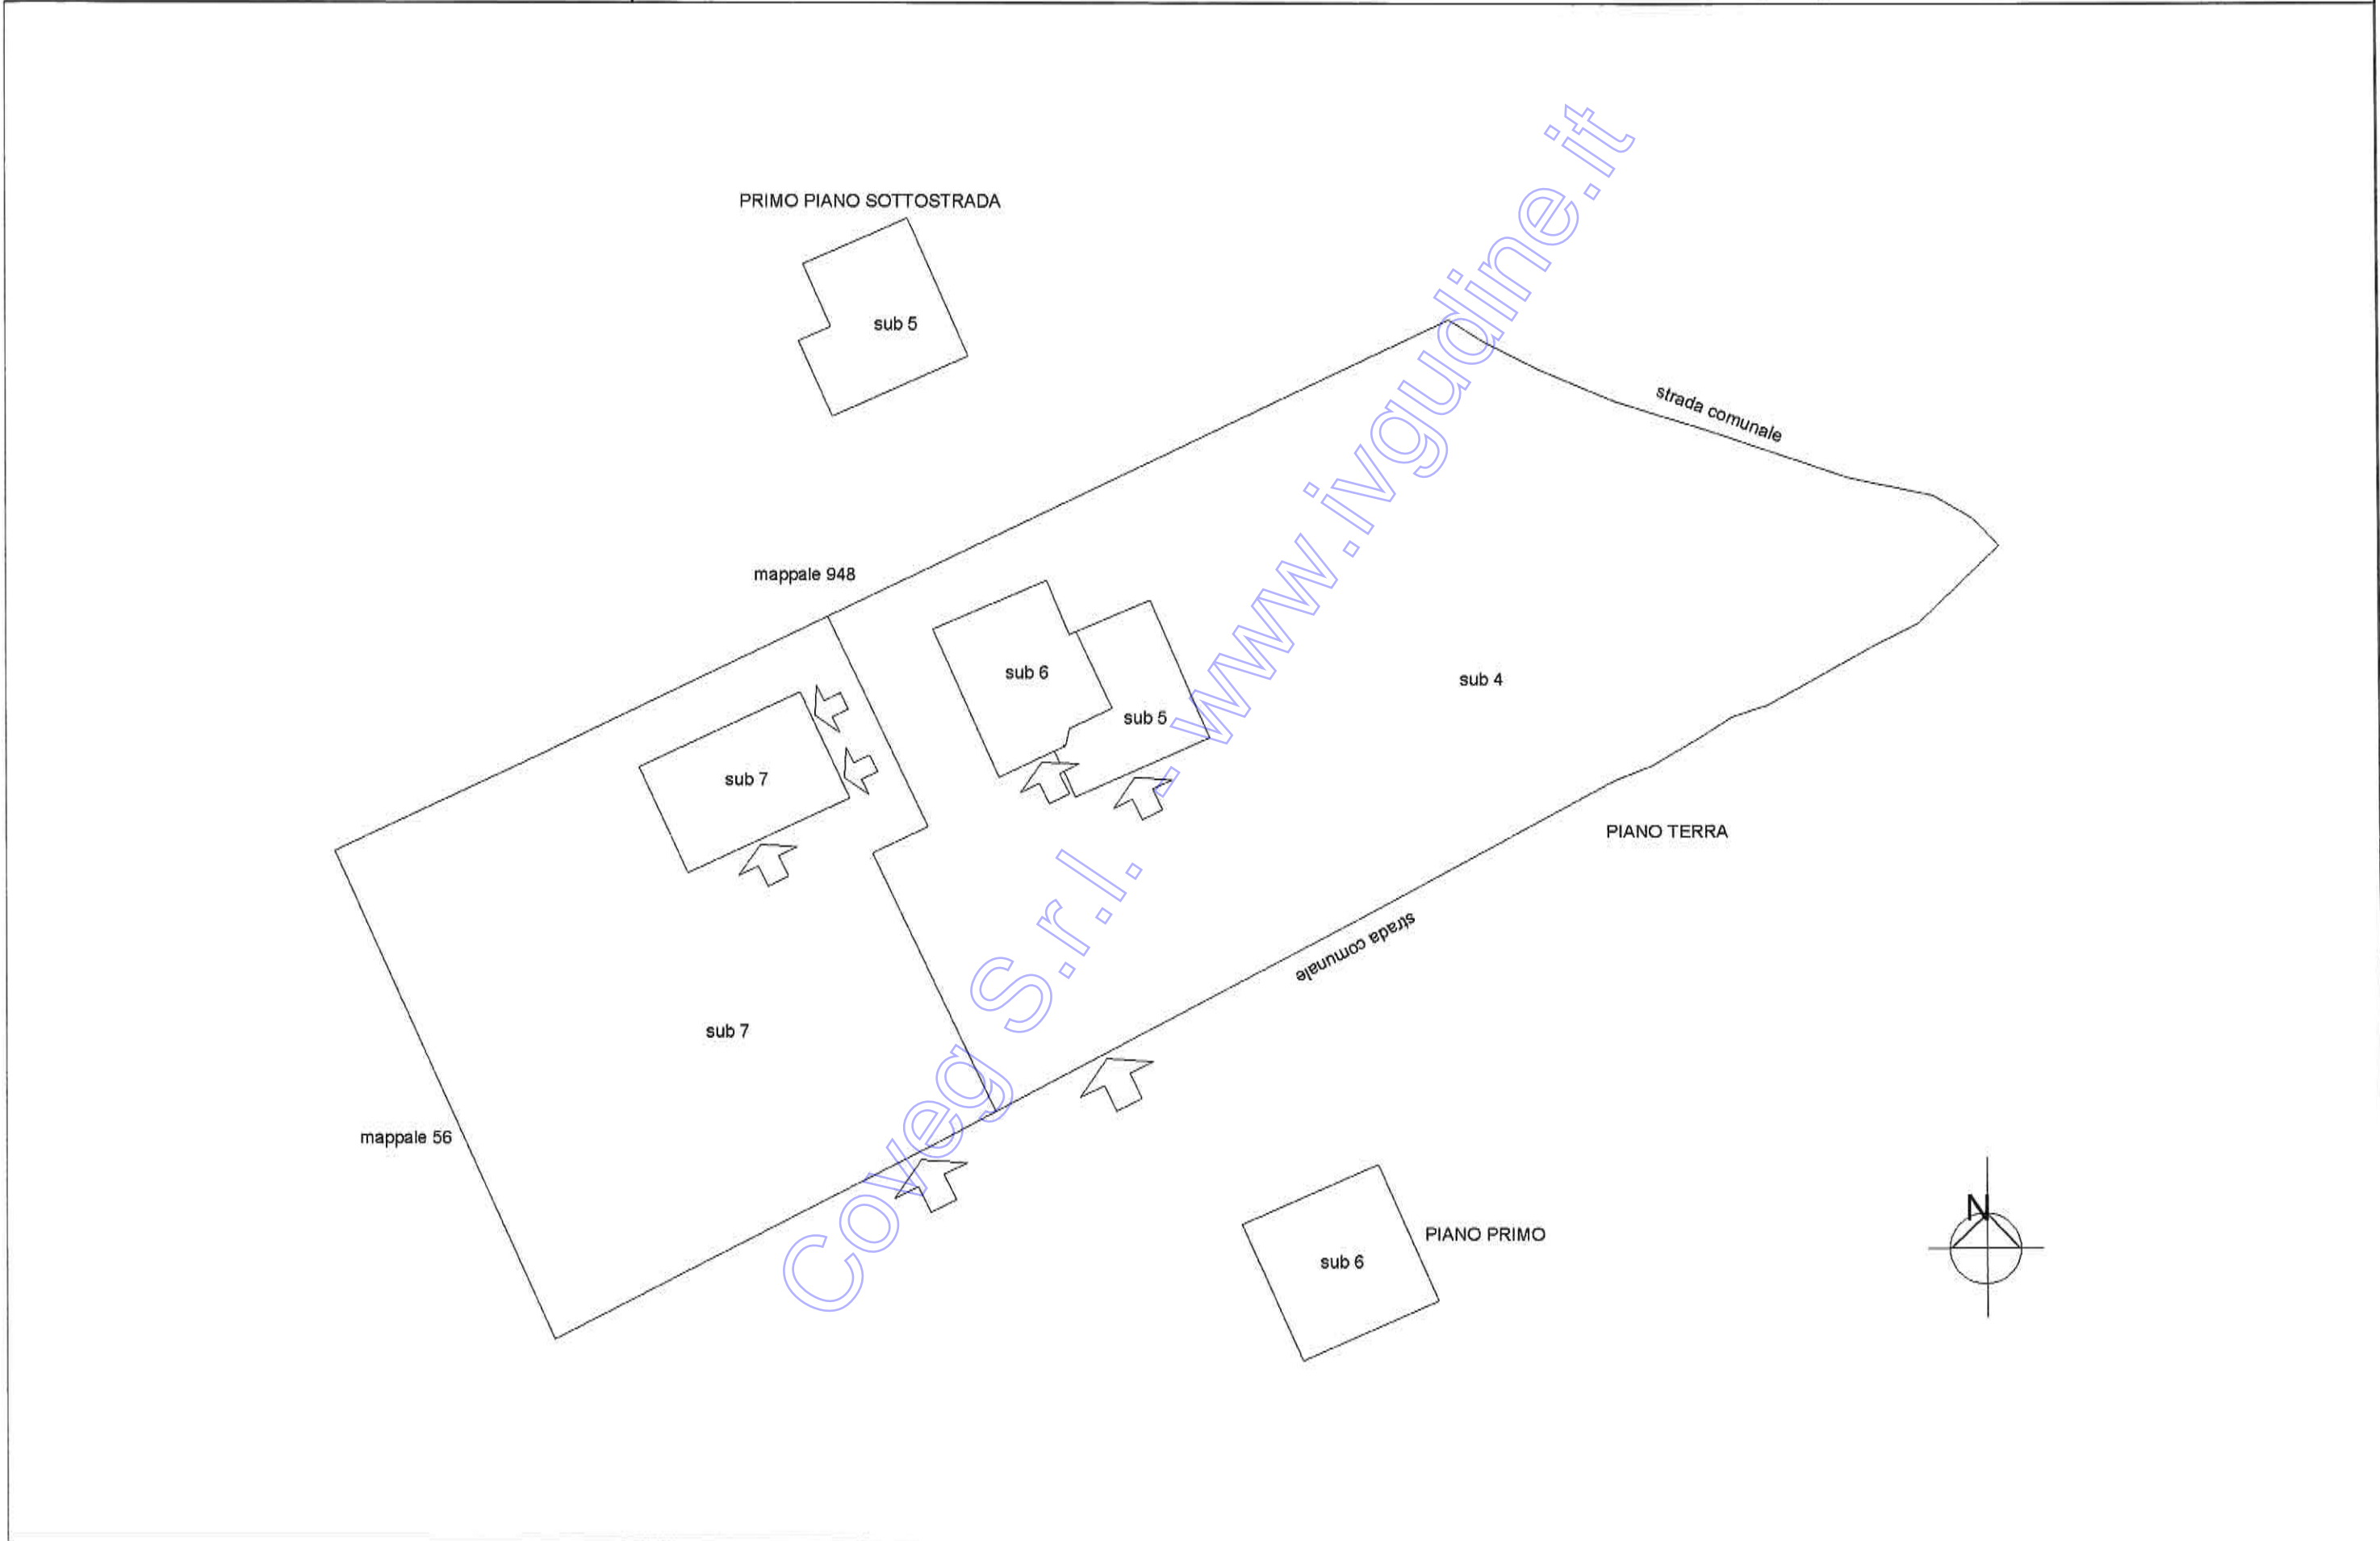 PRIMO PIANO SOTTOSTRADA
sub 5
strada comunale
mappale 948
sub 6
sub 5
sub 4
sub 7
PIANO TERRA
strada comunale
sub 7
mappale 56
PIANO PRIMO
sub 6
N
Coveg S.r.l. - www.ivgudine.it